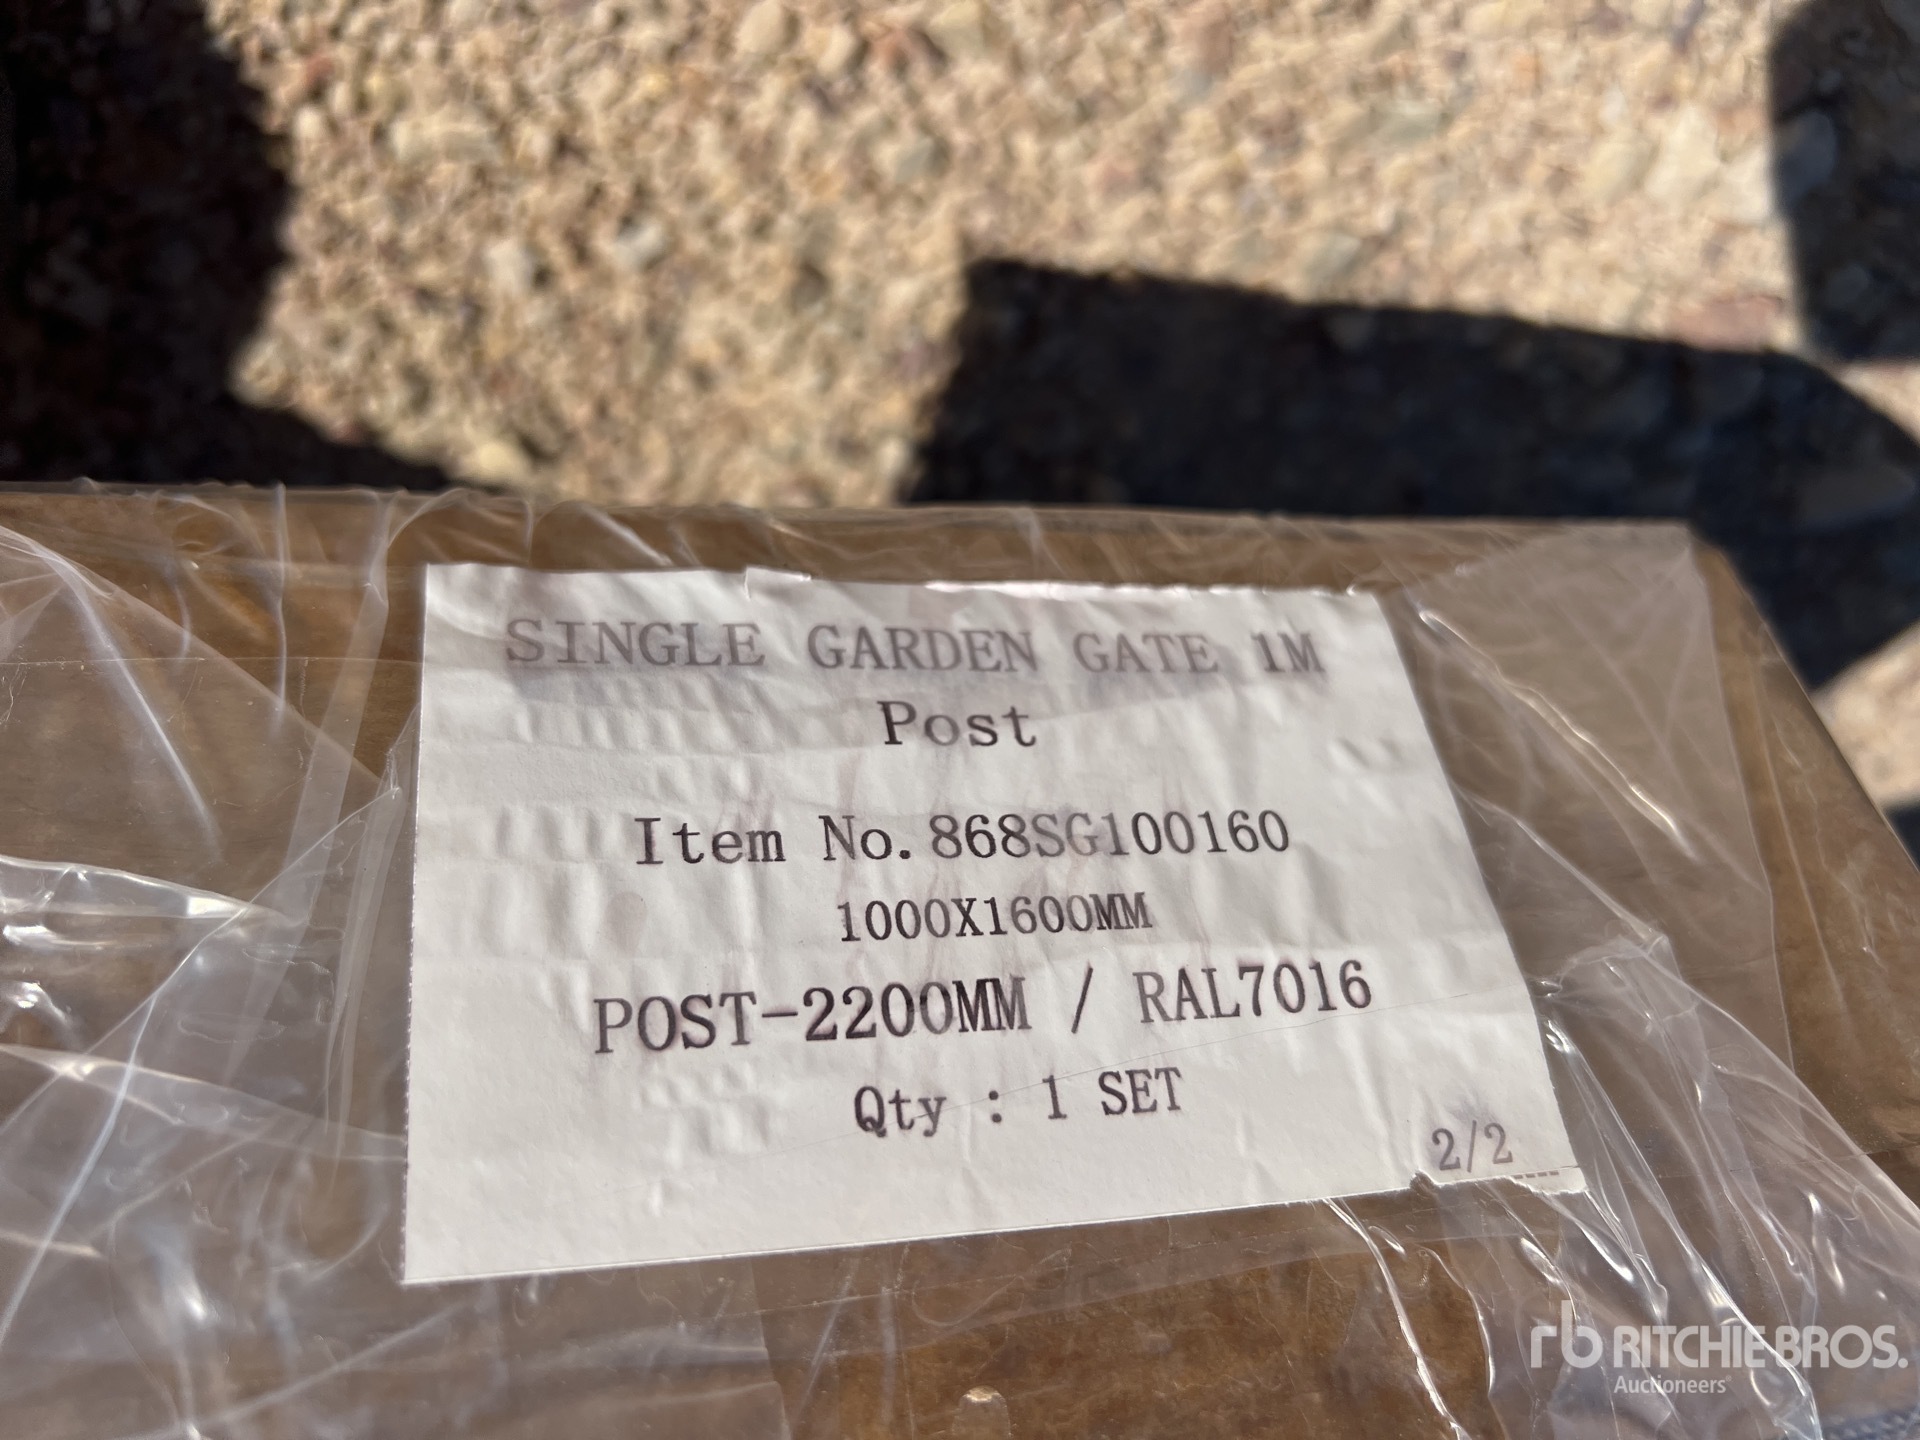 SINGLE GARDEN GATE 1M
Post
Item No.868SG100160
1000X1600MM
POST-2200MM / RAL7016
Qty : 1 SET
2/2
rb RITCHIE BROS.
Auctioneers